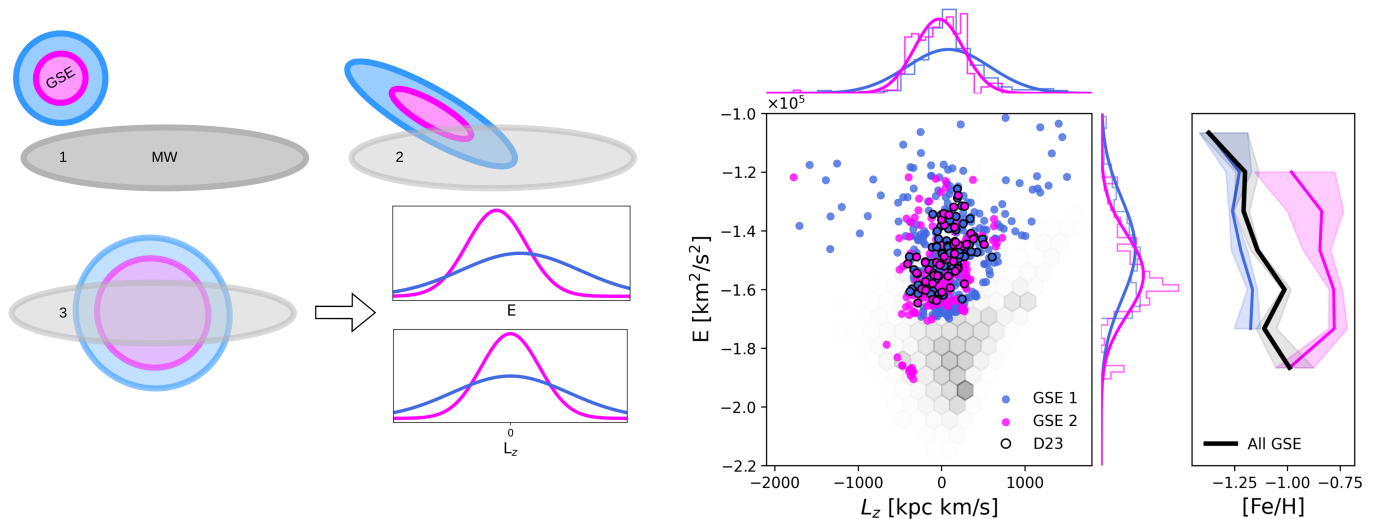 GSE
1
MW
2
3
E
0
L_z
×10^5
−1.0
−1.2
−1.4
−1.6
−1.8
−2.0
−2.2
E [km²/s²]
−2000
−1000
0
1000
L_z [kpc km/s]
GSE 1
GSE 2
D23
All GSE
−1.25
−1.00
−0.75
[Fe/H]